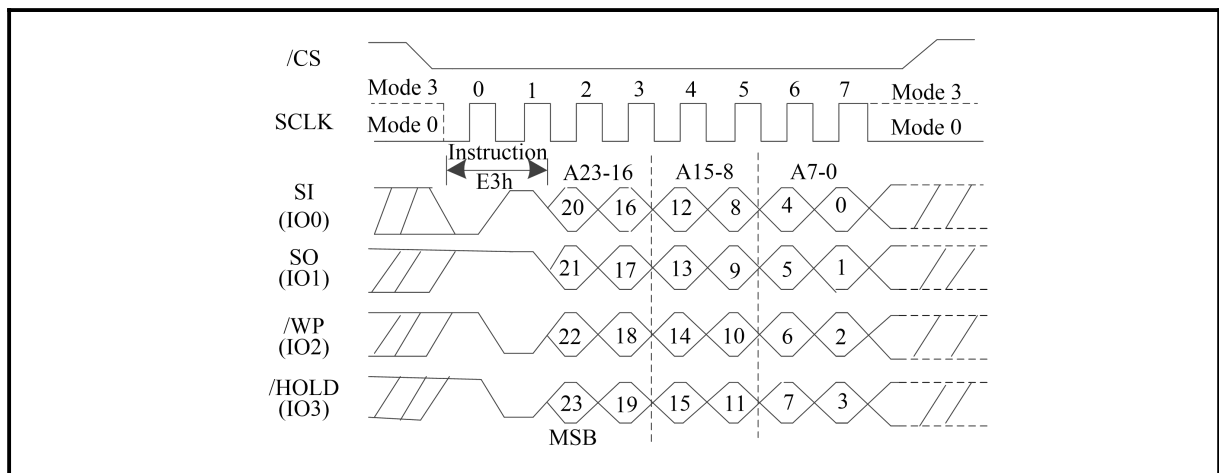 /CS
Mode 3 0 1 2 3 4 5 6 7 Mode 3
SCLK Mode 0 Mode 0
Instruction
E3h A23-16 A15-8 A7-0
SI
(IO0) 20 16 12 8 4 0
SO
(IO1) 21 17 13 9 5 1
/WP
(IO2) 22 18 14 10 6 2
/HOLD
(IO3) 23 19 15 11 7 3
MSB